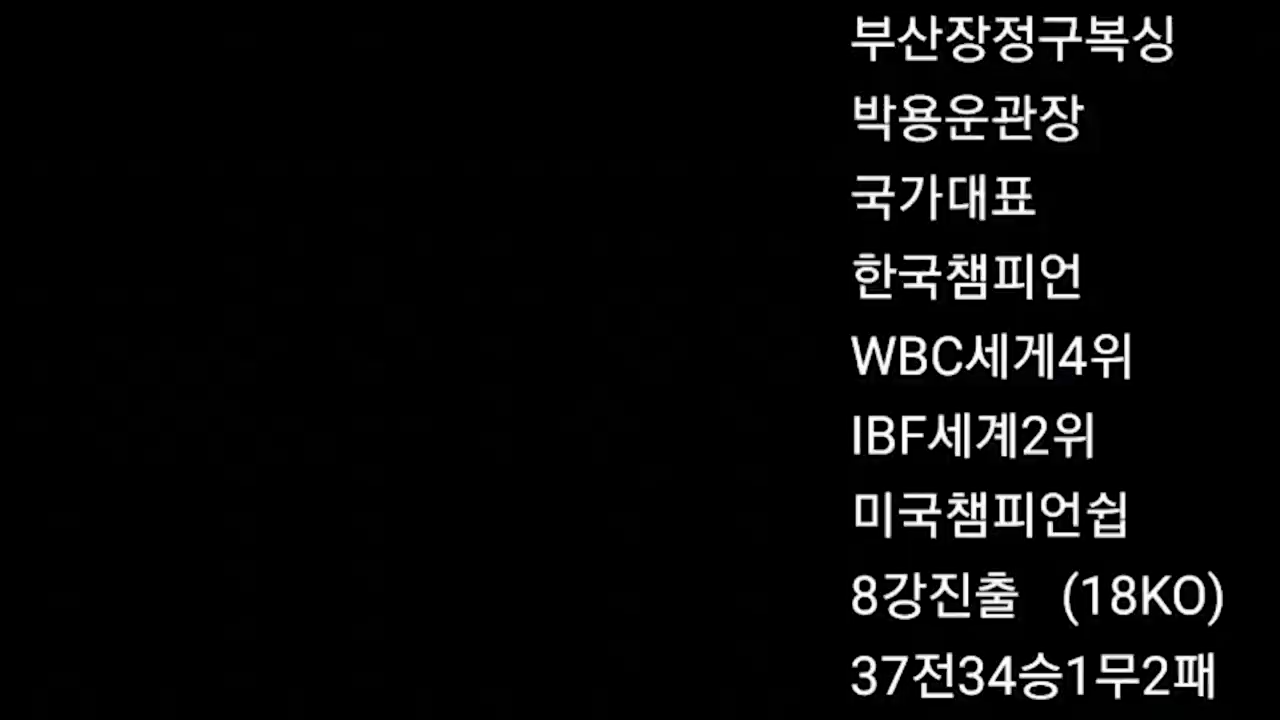 부산장정구복싱
박용운관장
국가대표
한국챔피언
WBC세게4위
IBF세계2위
미국챔피언쉽
8강진출 (18KO)
37전34승1무2패